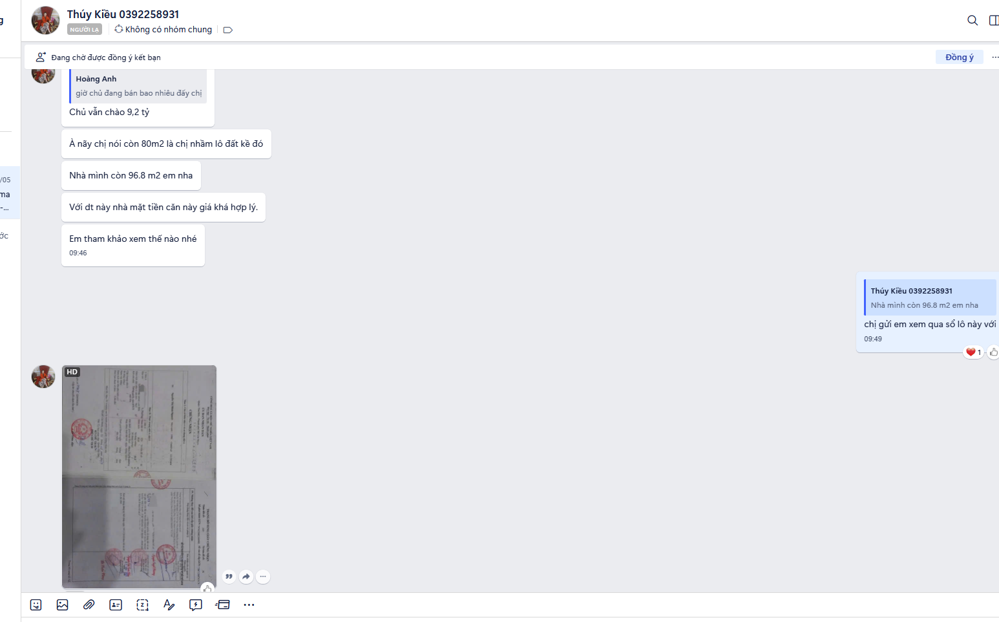 Thúy Kiều 0392258931
NGƯỜI LẠ
Không có nhóm chung
Đang chờ được đồng ý kết bạn
Đồng ý
/05
ma
-...
ớc
Hoàng Anh
giờ chủ đang bán bao nhiêu đấy chị
Chủ vẫn chào 9,2 tỷ
À nãy chị nói còn 80m2 là chị nhầm lô đất kề đó
Nhà mình còn 96.8 m2 em nha
Với dt này nhà mặt tiền căn này giá khá hợp lý.
Em tham khảo xem thế nào nhé
09:46
Thúy Kiều 0392258931
Nhà mình còn 96.8 m2 em nha
chị gửi em xem qua sổ lô này với
09:49
1
HD